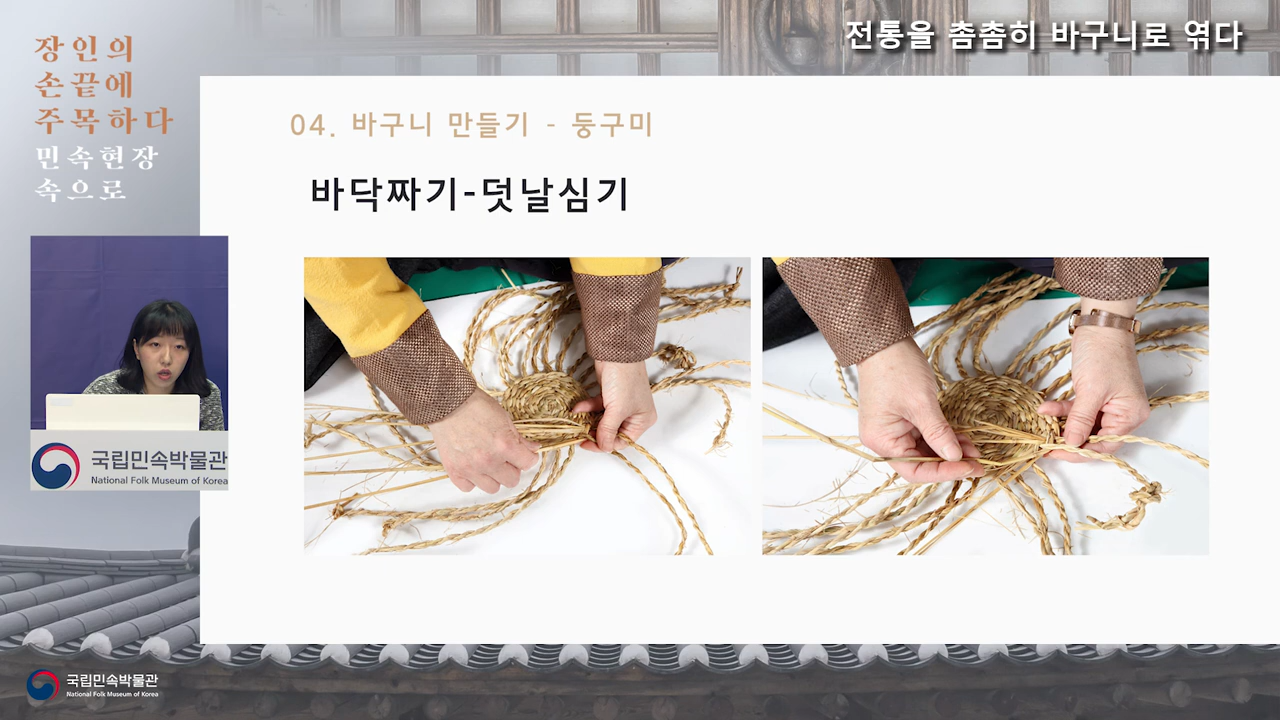 전통을 촘촘히 바구니로 엮다
장인의
손끝에
주목하다
민속현장
속으로
04. 바구니 만들기 - 둥구미
바닥짜기-덧날심기
국립민속박물관
National Folk Museum of Korea
국립민속박물관
National Folk Museum of Korea